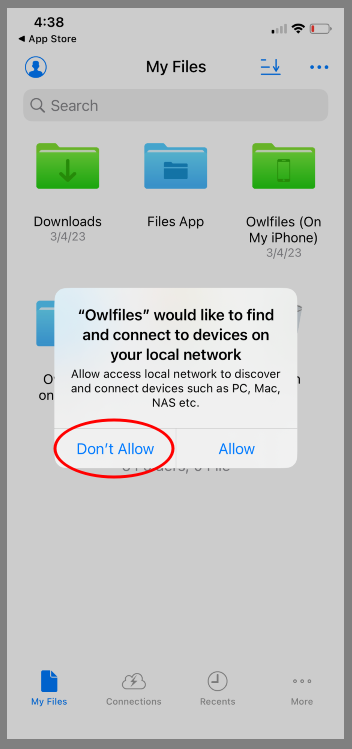 4:38
App Store
My Files
Search
Downloads
3/4/23
Files App
Owlfiles (On
My iPhone)
3/4/23
“Owlfiles” would like to find
and connect to devices on
your local network
Allow access local network to discover
and connect devices such as PC, Mac,
NAS etc.
Don’t Allow
Allow
My Files
Connections
Recents
More